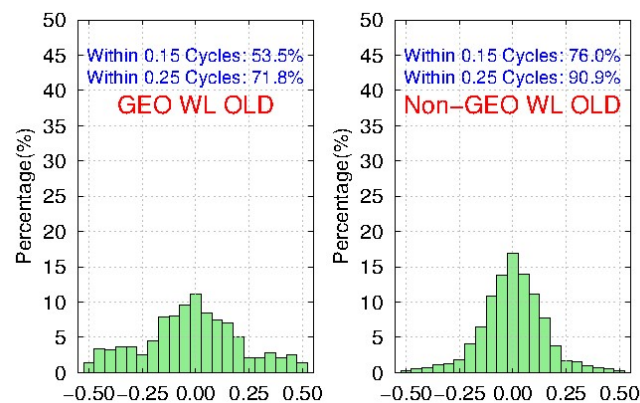 50
45
40
35
30
25
20
15
10
5
0
Percentage(%)
Within 0.15 Cycles: 53.5%
Within 0.25 Cycles: 71.8%
GEO WL OLD
−0.50 −0.25 0.00 0.25 0.50
50
45
40
35
30
25
20
15
10
5
0
Percentage(%)
Within 0.15 Cycles: 76.0%
Within 0.25 Cycles: 90.9%
Non−GEO WL OLD
−0.50 −0.25 0.00 0.25 0.50